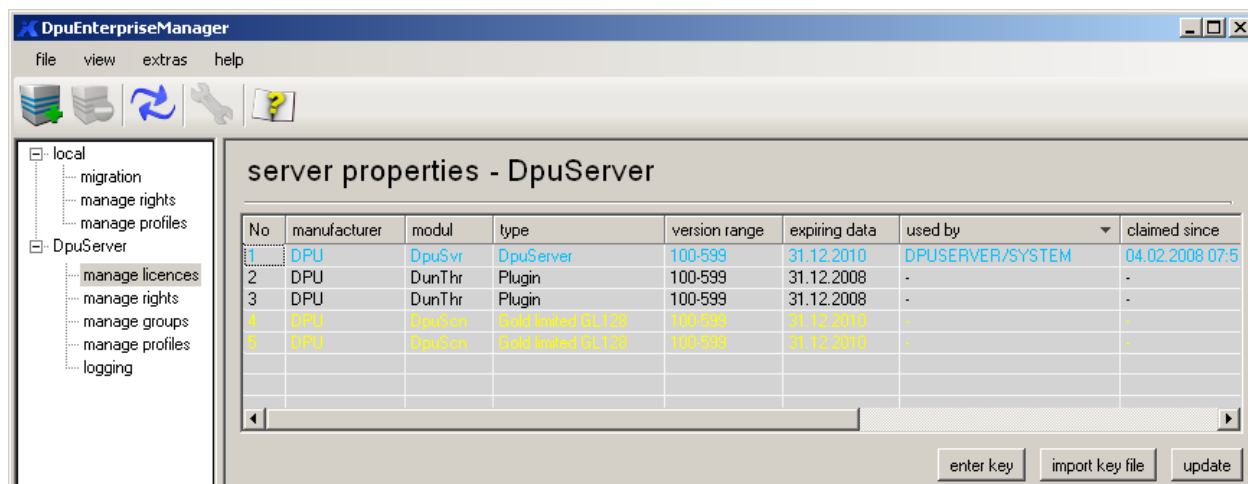 DpuEnterpriseManager
file view extras help
local
migration
manage rights
manage profiles
DpuServer
manage licences
manage rights
manage groups
manage profiles
logging
server properties - DpuServer
No manufacturer modul type version range expiring data used by claimed since
1 DPU DpuSvr DpuServer 100-599 31.12.2010 DPUSERVER/SYSTEM 04.02.2008 07:5
2 DPU DunThr Plugin 100-599 31.12.2008 - -
3 DPU DunThr Plugin 100-599 31.12.2008 - -
4 DPU DpuScn Gold limited GL128 100-599 31.12.2010 - -
5 DPU DpuScn Gold limited GL128 100-599 31.12.2010 - -
enter key import key file update